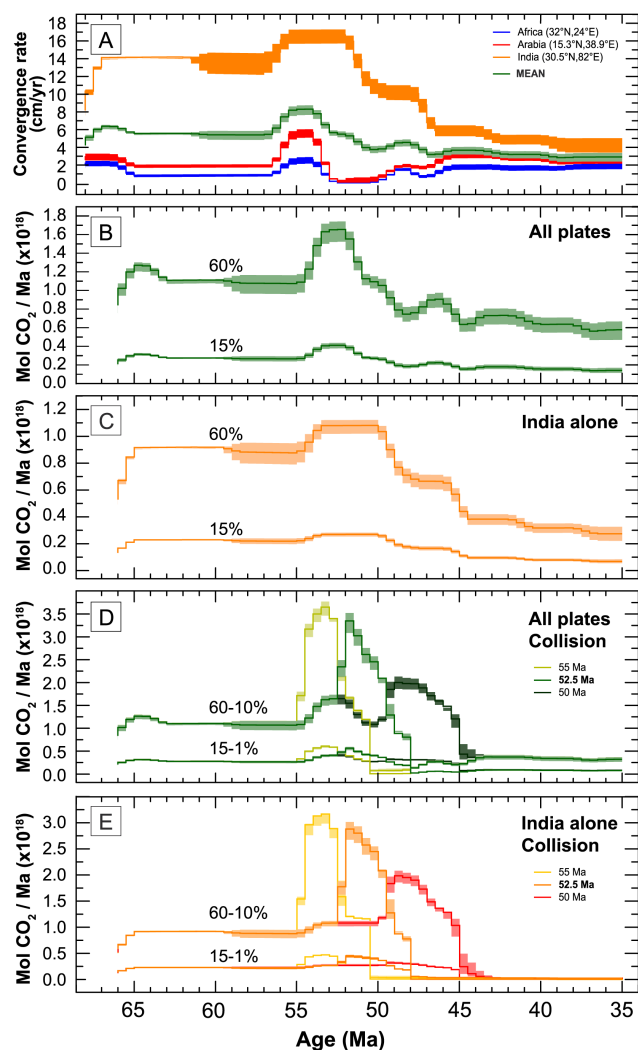 A
Africa (32°N,24°E)
Arabia (15.3°N,38.9°E)
India (30.5°N,82°E)
MEAN
Convergence rate
(cm/yr)
18
16
14
12
10
8
6
4
2
0
B
All plates
60%
15%
Mol CO2 / Ma (x10^18)
1.8
1.6
1.4
1.2
1.0
0.8
0.6
0.4
0.2
0.0
C
India alone
60%
15%
Mol CO2 / Ma (x10^18)
1.2
1.0
0.8
0.6
0.4
0.2
0.0
D
All plates
Collision
55 Ma
52.5 Ma
50 Ma
60-10%
15-1%
Mol CO2 / Ma (x10^18)
3.5
3.0
2.5
2.0
1.5
1.0
0.5
0.0
E
India alone
Collision
55 Ma
52.5 Ma
50 Ma
60-10%
15-1%
Mol CO2 / Ma (x10^18)
3.0
2.5
2.0
1.5
1.0
0.5
0.0
65 60 55 50 45 40 35
Age (Ma)